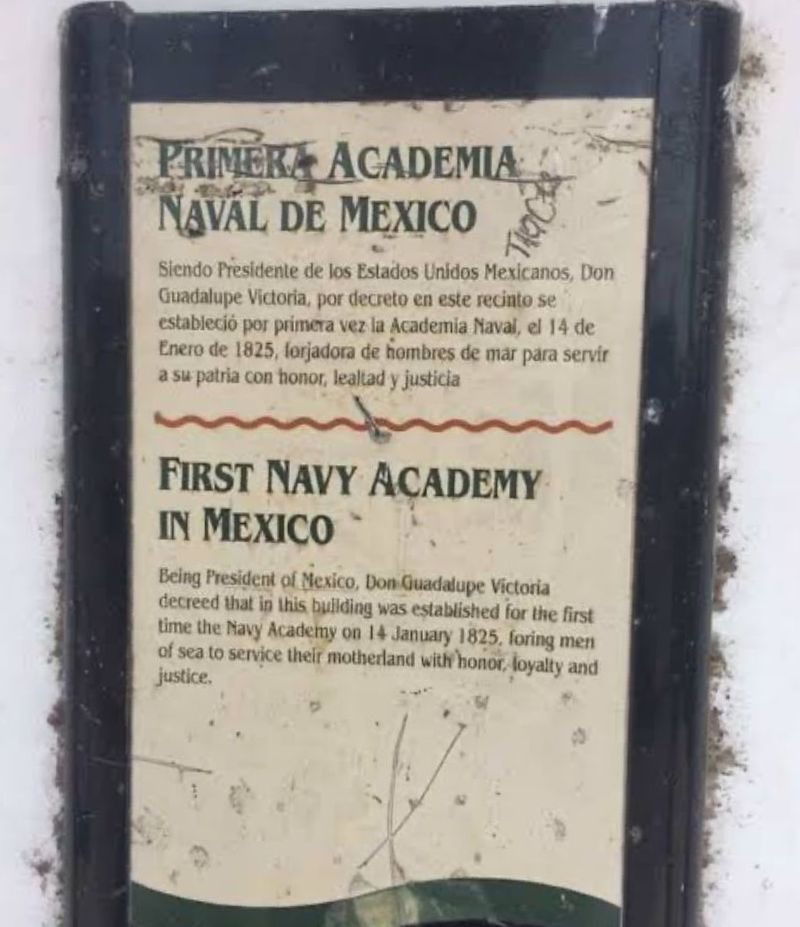 PRIMERA ACADEMIA
NAVAL DE MEXICO
Siendo Presidente de los Estados Unidos Mexicanos, Don
Guadalupe Victoria, por decreto en este recinto se
estableció por primera vez la Academia Naval, el 14 de
Enero de 1825, forjadora de hombres de mar para servir
a su patria con honor, lealtad y justicia
FIRST NAVY ACADEMY
IN MEXICO
Being President of Mexico, Don Guadalupe Victoria
decreed that in this building was established for the first
time the Navy Academy on 14 January 1825, foring men
of sea to service their motherland with honor, loyalty and
justice.